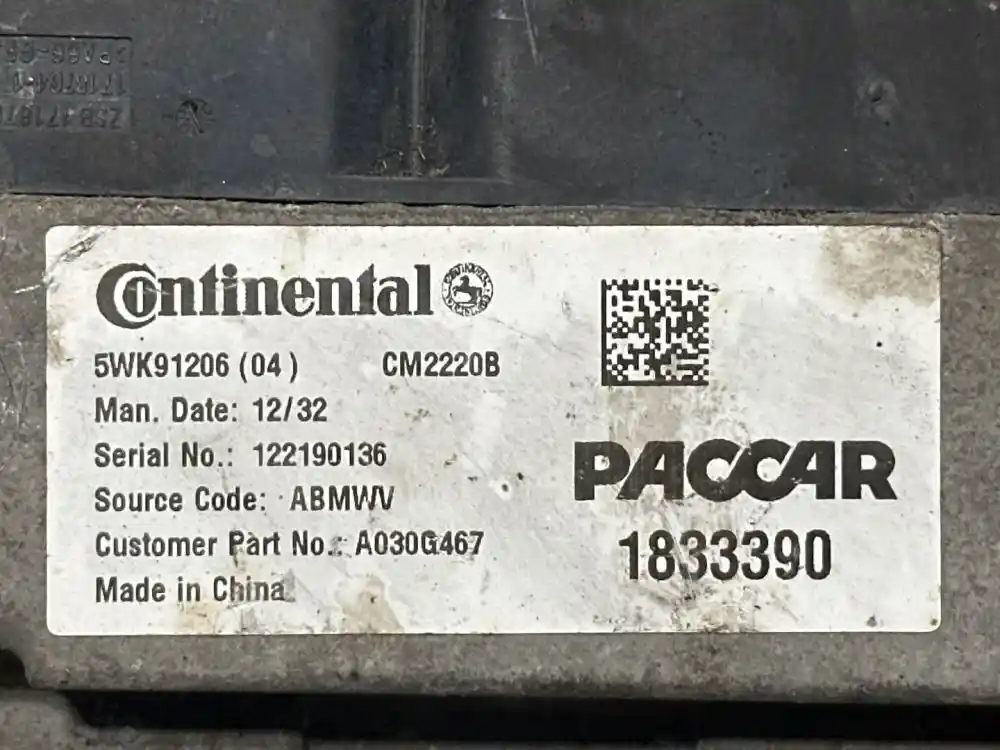 Continental
5WK91206 (04) CM2220B
Man. Date: 12/32
Serial No.: 122190136
Source Code: ABMWV
Customer Part No.: A030G467
Made in China
PACCAR
1833390